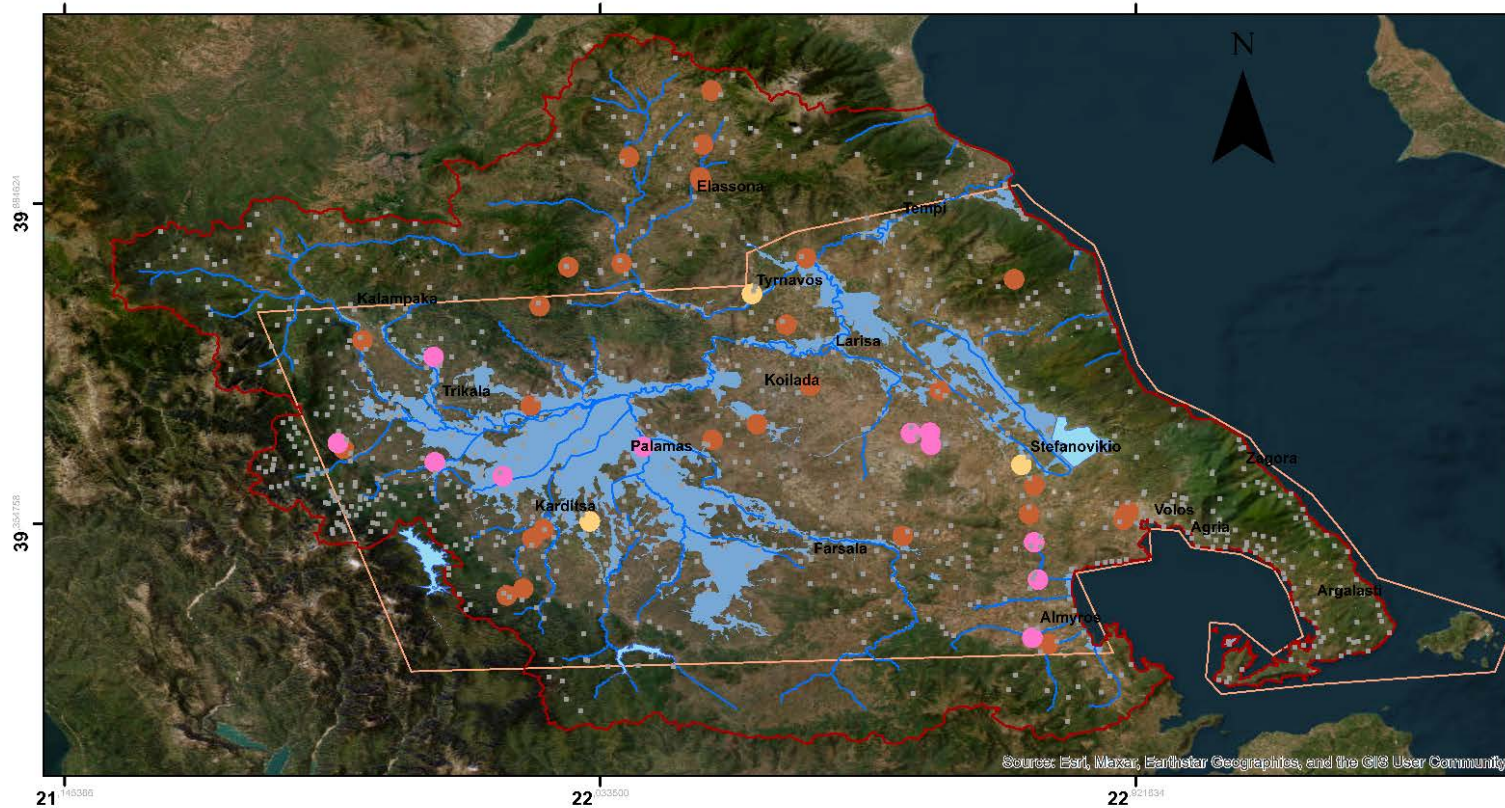 N
Elassona
Tempi
Tyrnavos
Kalampaka
Larisa
Koilada
Trikala
Palamas
Stefanovikio
Zagora
Karditsa
Volos
Agria
Farsala
Argalasti
Almyros
Source: Esri, Maxar, Earthstar Geographics, and the GIS User Community
39
39
21
22
22